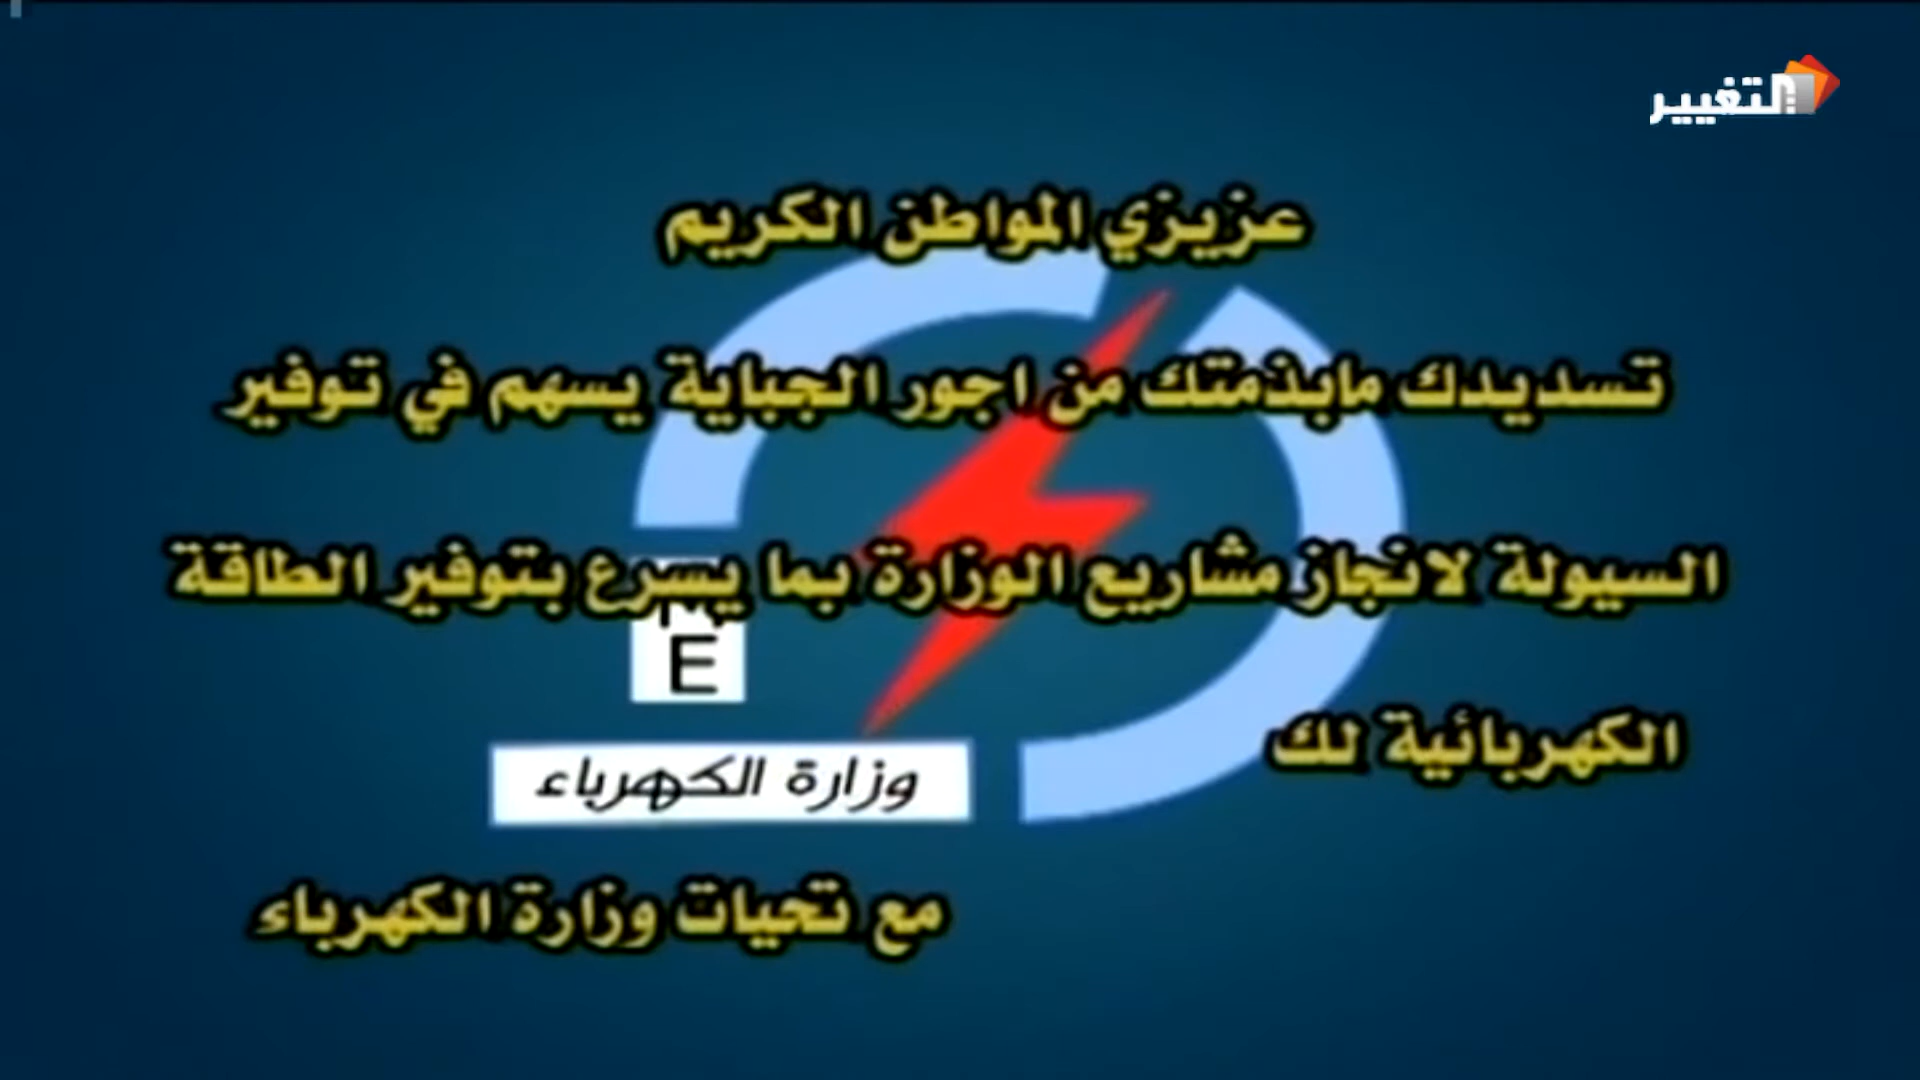 التغيير
عزيزي المواطن الكريم
تسديدك مابذمتك من اجور الجباية يسهم في توفير
السيولة لانجاز مشاريع الوزارة بما يسرع بتوفير الطاقة
E
الكهربائية لك
وزارة الكهرباء
مع تحيات وزارة الكهرباء